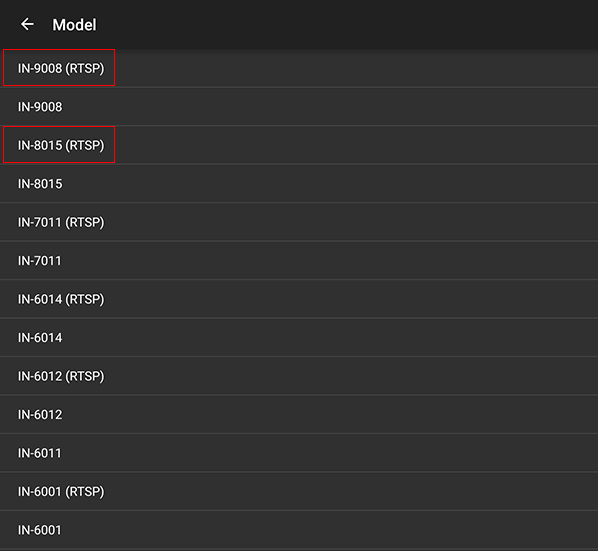 Model
IN-9008 (RTSP)
IN-9008
IN-8015 (RTSP)
IN-8015
IN-7011 (RTSP)
IN-7011
IN-6014 (RTSP)
IN-6014
IN-6012 (RTSP)
IN-6012
IN-6011
IN-6001 (RTSP)
IN-6001